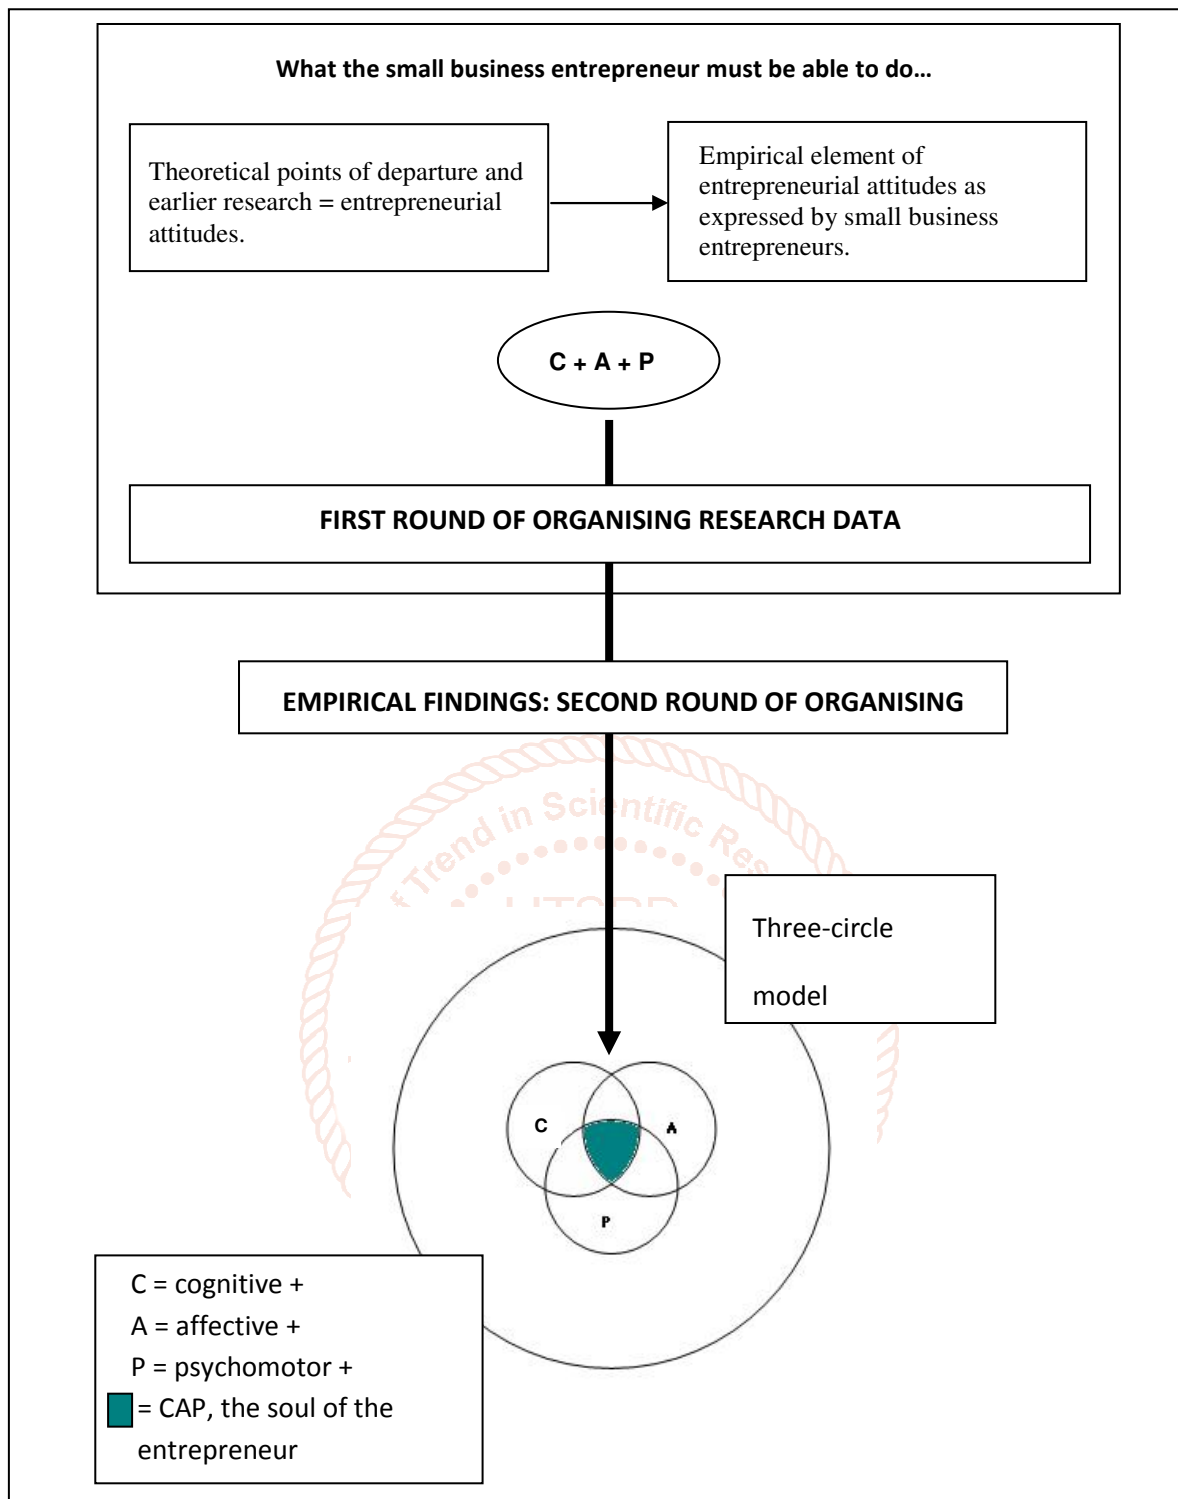 What the small business entrepreneur must be able to do…
Theoretical points of departure and
earlier research = entrepreneurial
attitudes.
Empirical element of
entrepreneurial attitudes as
expressed by small business
entrepreneurs.
C + A + P
FIRST ROUND OF ORGANISING RESEARCH DATA
EMPIRICAL FINDINGS: SECOND ROUND OF ORGANISING
of Trend in Scientific
Three-circle
model
C
A
P
C = cognitive +
A = affective +
P = psychomotor +
= CAP, the soul of the
entrepreneur